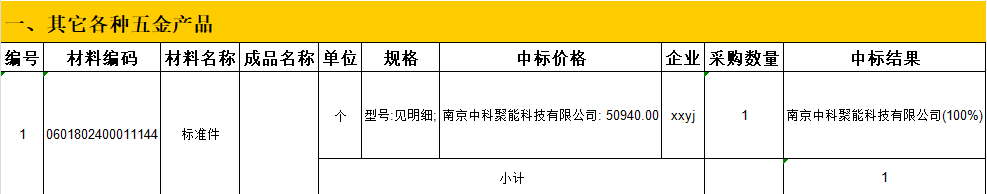 一、其它各种五金产品
编号 材料编码 材料名称 成品名称 单位 规格 中标价格 企业 采购数量 中标结果
1 0601802400011144 标准件 个 型号:见明细; 南京中科聚能科技有限公司: 50940.00 xxyj 1 南京中科聚能科技有限公司(100%)
小计 1